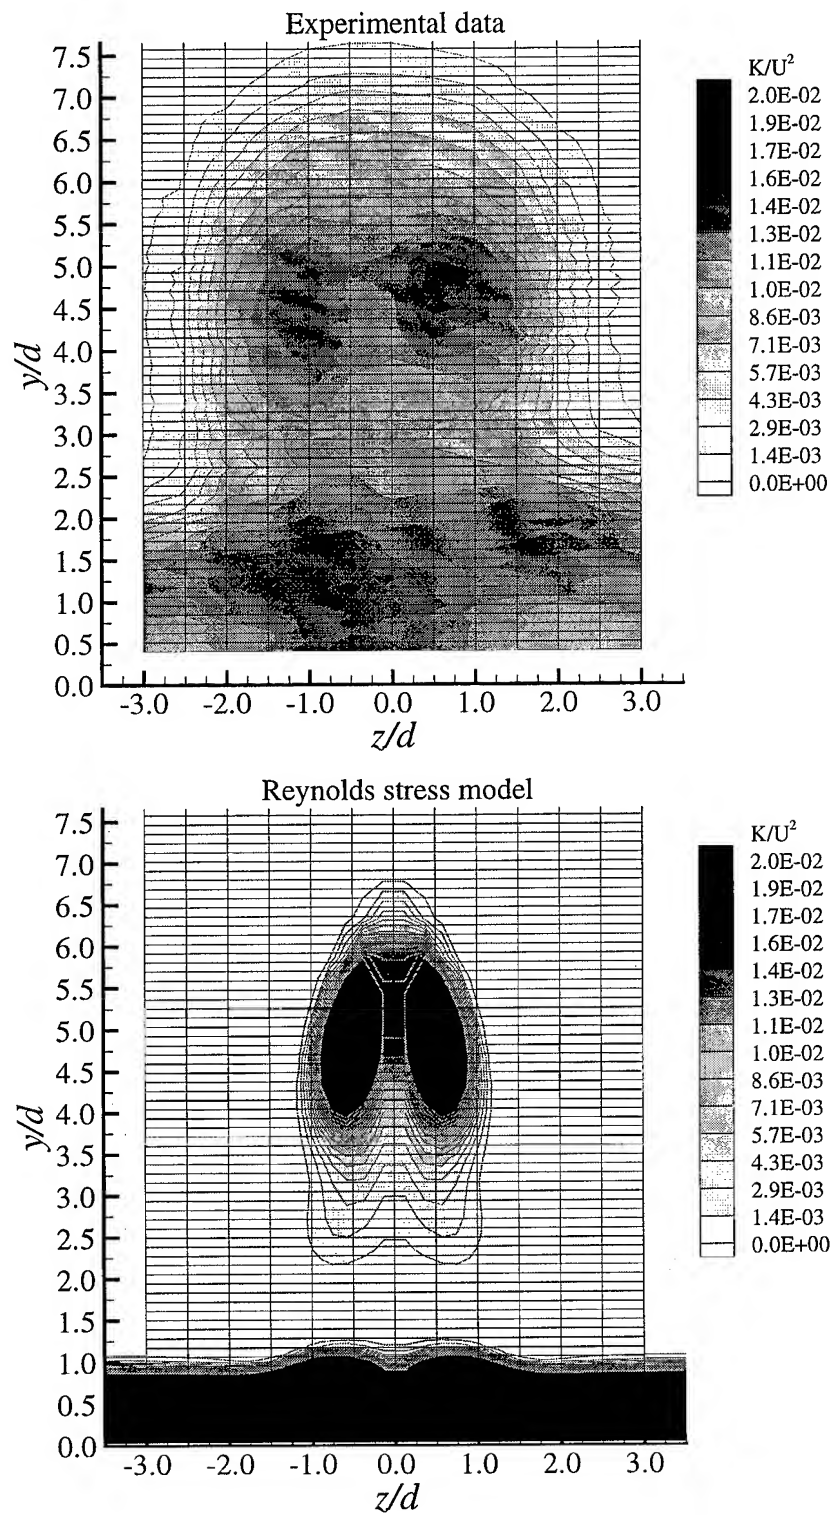 Experimental data
7.5
7.0
6.5
6.0
5.5
5.0
4.5
4.0
3.5
3.0
2.5
2.0
1.5
1.0
0.5
0.0
y/d
-3.0 -2.0 -1.0 0.0 1.0 2.0 3.0
z/d
K/U²
2.0E-02
1.9E-02
1.7E-02
1.6E-02
1.4E-02
1.3E-02
1.1E-02
1.0E-02
8.6E-03
7.1E-03
5.7E-03
4.3E-03
2.9E-03
1.4E-03
0.0E+00
Reynolds stress model
7.5
7.0
6.5
6.0
5.5
5.0
4.5
4.0
3.5
3.0
2.5
2.0
1.5
1.0
0.5
0.0
y/d
-3.0 -2.0 -1.0 0.0 1.0 2.0 3.0
z/d
K/U²
2.0E-02
1.9E-02
1.7E-02
1.6E-02
1.4E-02
1.3E-02
1.1E-02
1.0E-02
8.6E-03
7.1E-03
5.7E-03
4.3E-03
2.9E-03
1.4E-03
0.0E+00